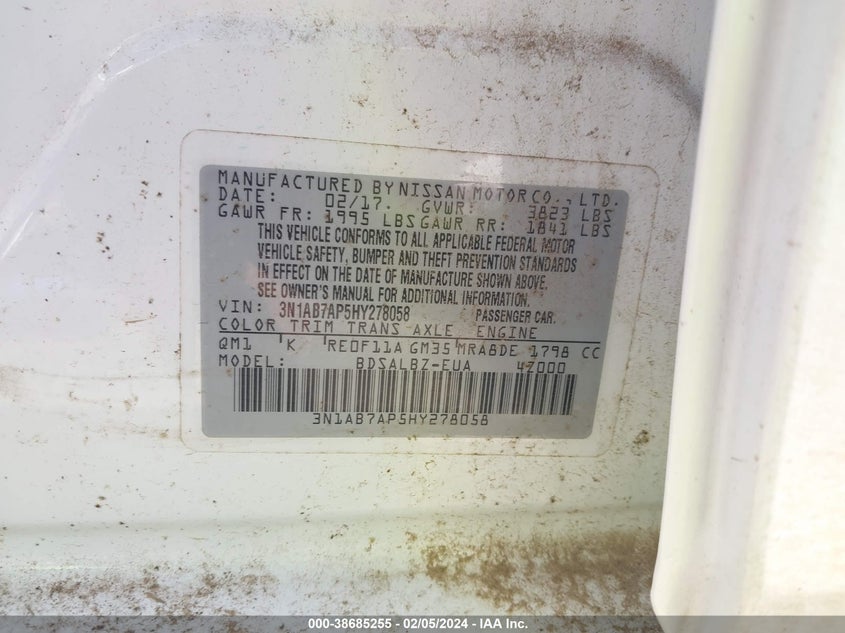 MANUFACTURED BY NISSAN MOTOR CO., LTD.
DATE: 02/17. GVWR: 3823 LBS
GAWR FR: 1995 LBS GAWR RR: 1841 LBS
THIS VEHICLE CONFORMS TO ALL APPLICABLE FEDERAL MOTOR
VEHICLE SAFETY, BUMPER AND THEFT PREVENTION STANDARDS
IN EFFECT ON THE DATE OF MANUFACTURE SHOWN ABOVE.
SEE OWNER'S MANUAL FOR ADDITIONAL INFORMATION.
VIN: 3N1AB7AP5HY278058 PASSENGER CAR.
COLOR TRIM TRANS AXLE ENGINE
QM1 K RE0F11A GM35 MRA8DE 1798 CC
MODEL: BDSALBZ-EUA 4Z000
3N1AB7AP5HY278058
000-38685255 - 02/05/2024 - IAA Inc.